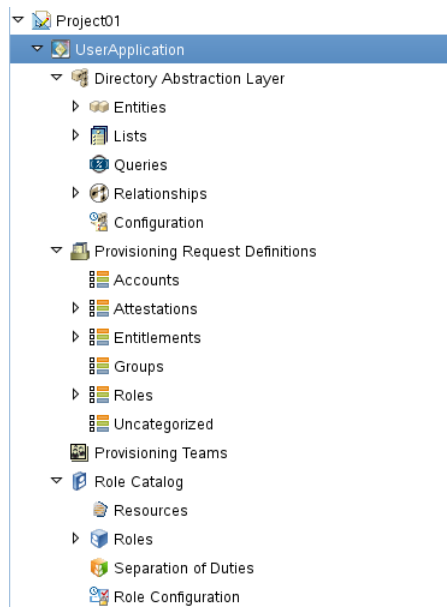 Project01
UserApplication
Directory Abstraction Layer
Entities
Lists
Queries
Relationships
Configuration
Provisioning Request Definitions
Accounts
Attestations
Entitlements
Groups
Roles
Uncategorized
Provisioning Teams
Role Catalog
Resources
Roles
Separation of Duties
Role Configuration